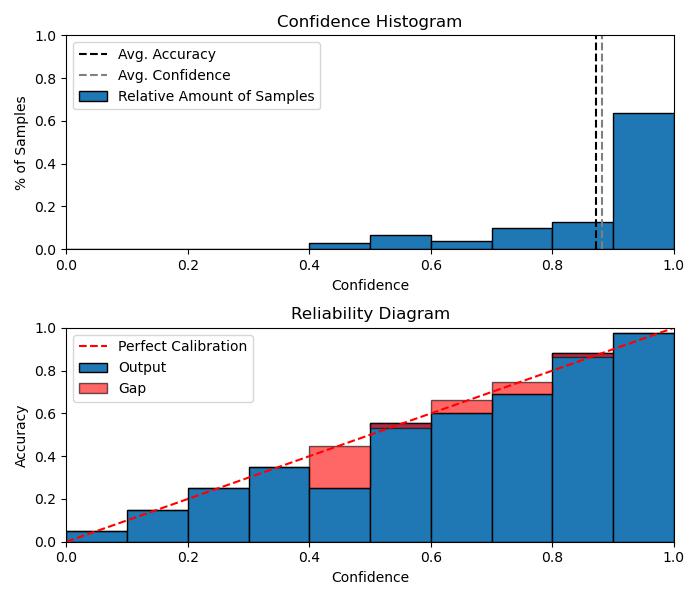 Confidence Histogram
1.0
0.8
0.6
0.4
0.2
0.0
% of Samples
Avg. Accuracy
Avg. Confidence
Relative Amount of Samples
0.0 0.2 0.4 0.6 0.8 1.0
Confidence
Reliability Diagram
1.0
0.8
0.6
0.4
0.2
0.0
Accuracy
Perfect Calibration
Output
Gap
0.0 0.2 0.4 0.6 0.8 1.0
Confidence